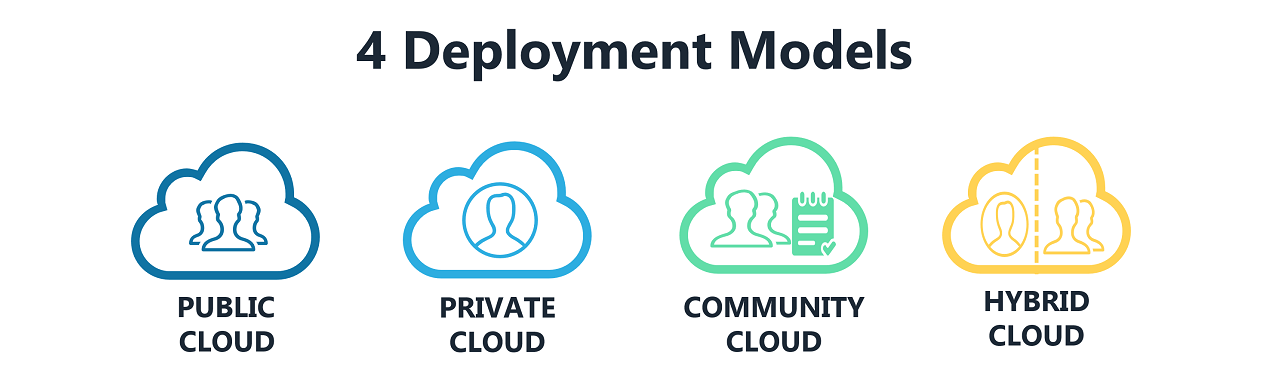 4 Deployment Models
PUBLIC
CLOUD
PRIVATE
CLOUD
COMMUNITY
CLOUD
HYBRID
CLOUD